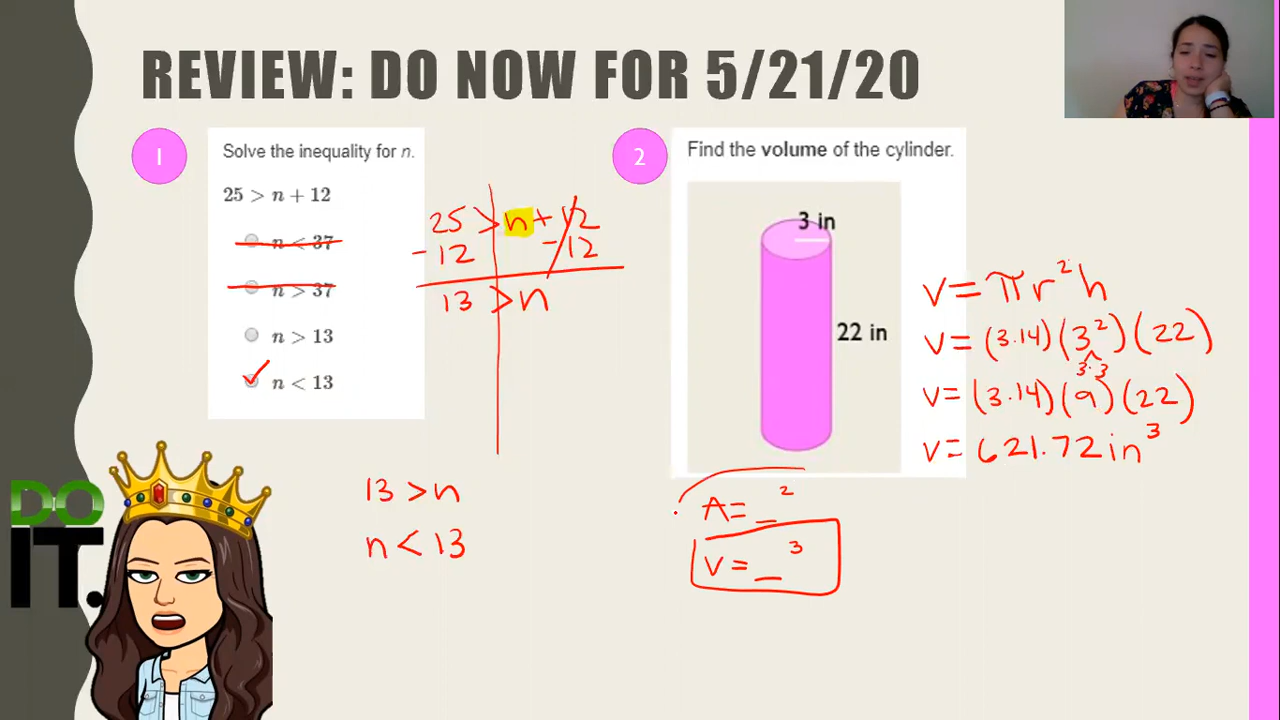 REVIEW: DO NOW FOR 5/21/20
1
Solve the inequality for n.
25 > n + 12
n < 37
n > 37
n > 13
n < 13
25 > n + 12
- 12 - 12
13 > n
13 > n
n < 13
2
Find the volume of the cylinder.
3 in
22 in
V = πr²h
V = (3.14)(3²)(22)
3·3
V = (3.14)(9)(22)
V = 621.72 in³
A = _²
V = _³
DO
IT.